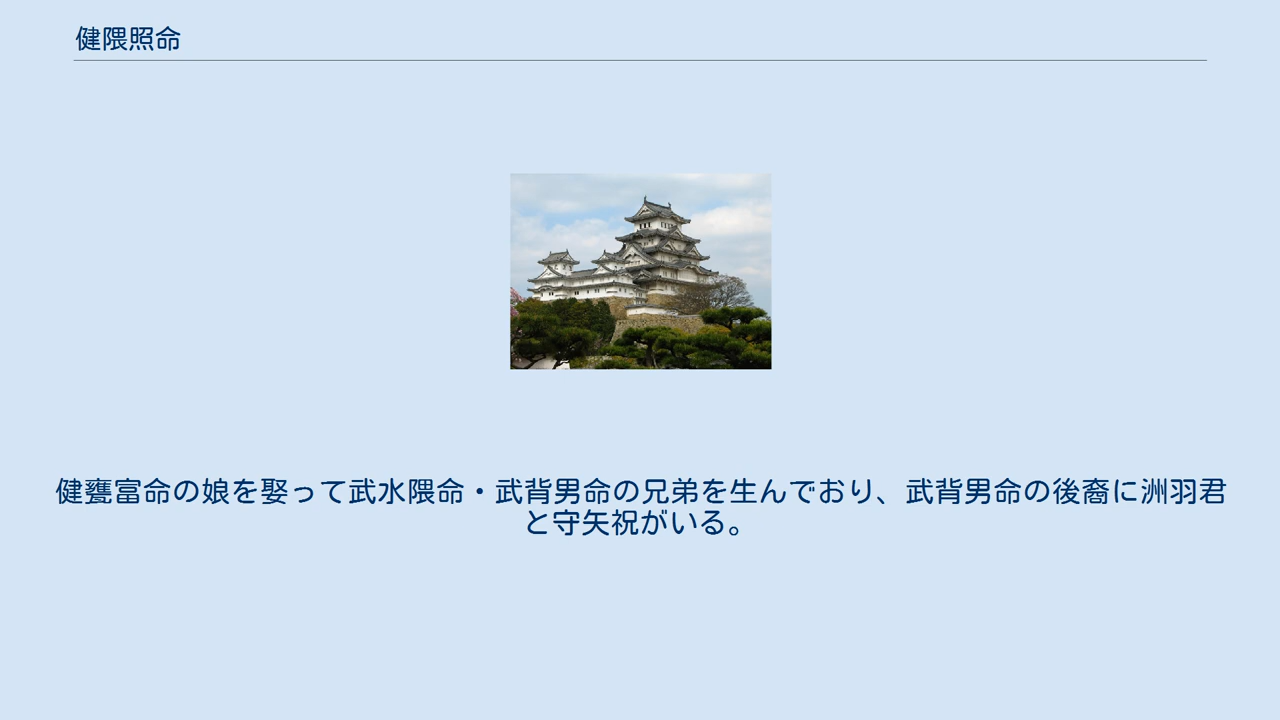 健隈照命
健甕富命の娘を娶って武水隈命・武背男命の兄弟を生んでおり、武背男命の後裔に洲羽君
と守矢祝がいる。